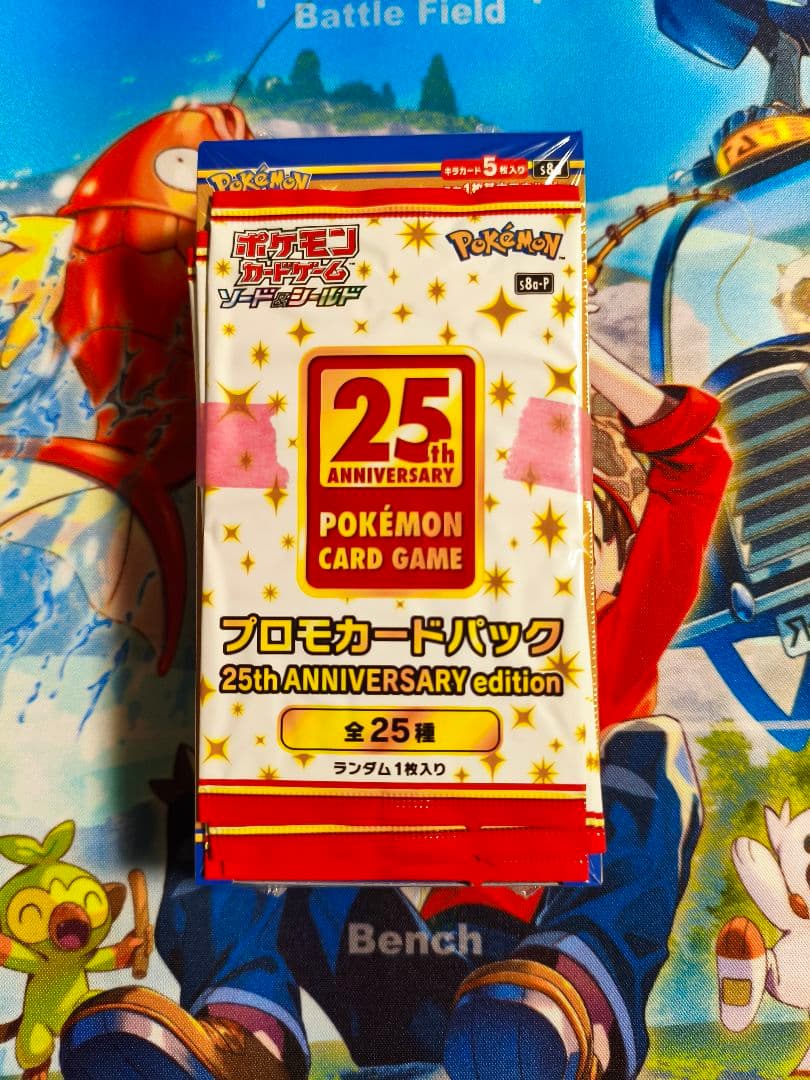 Battle Field
Pokémon
キラカード5枚入り
ポケモン
カードゲーム
ソード&シールド
Pokémon
s8a-P
25th
ANNIVERSARY
POKÉMON
CARD GAME
プロモカードパック
25th ANNIVERSARY edition
全25種
ランダム1枚入り
Bench